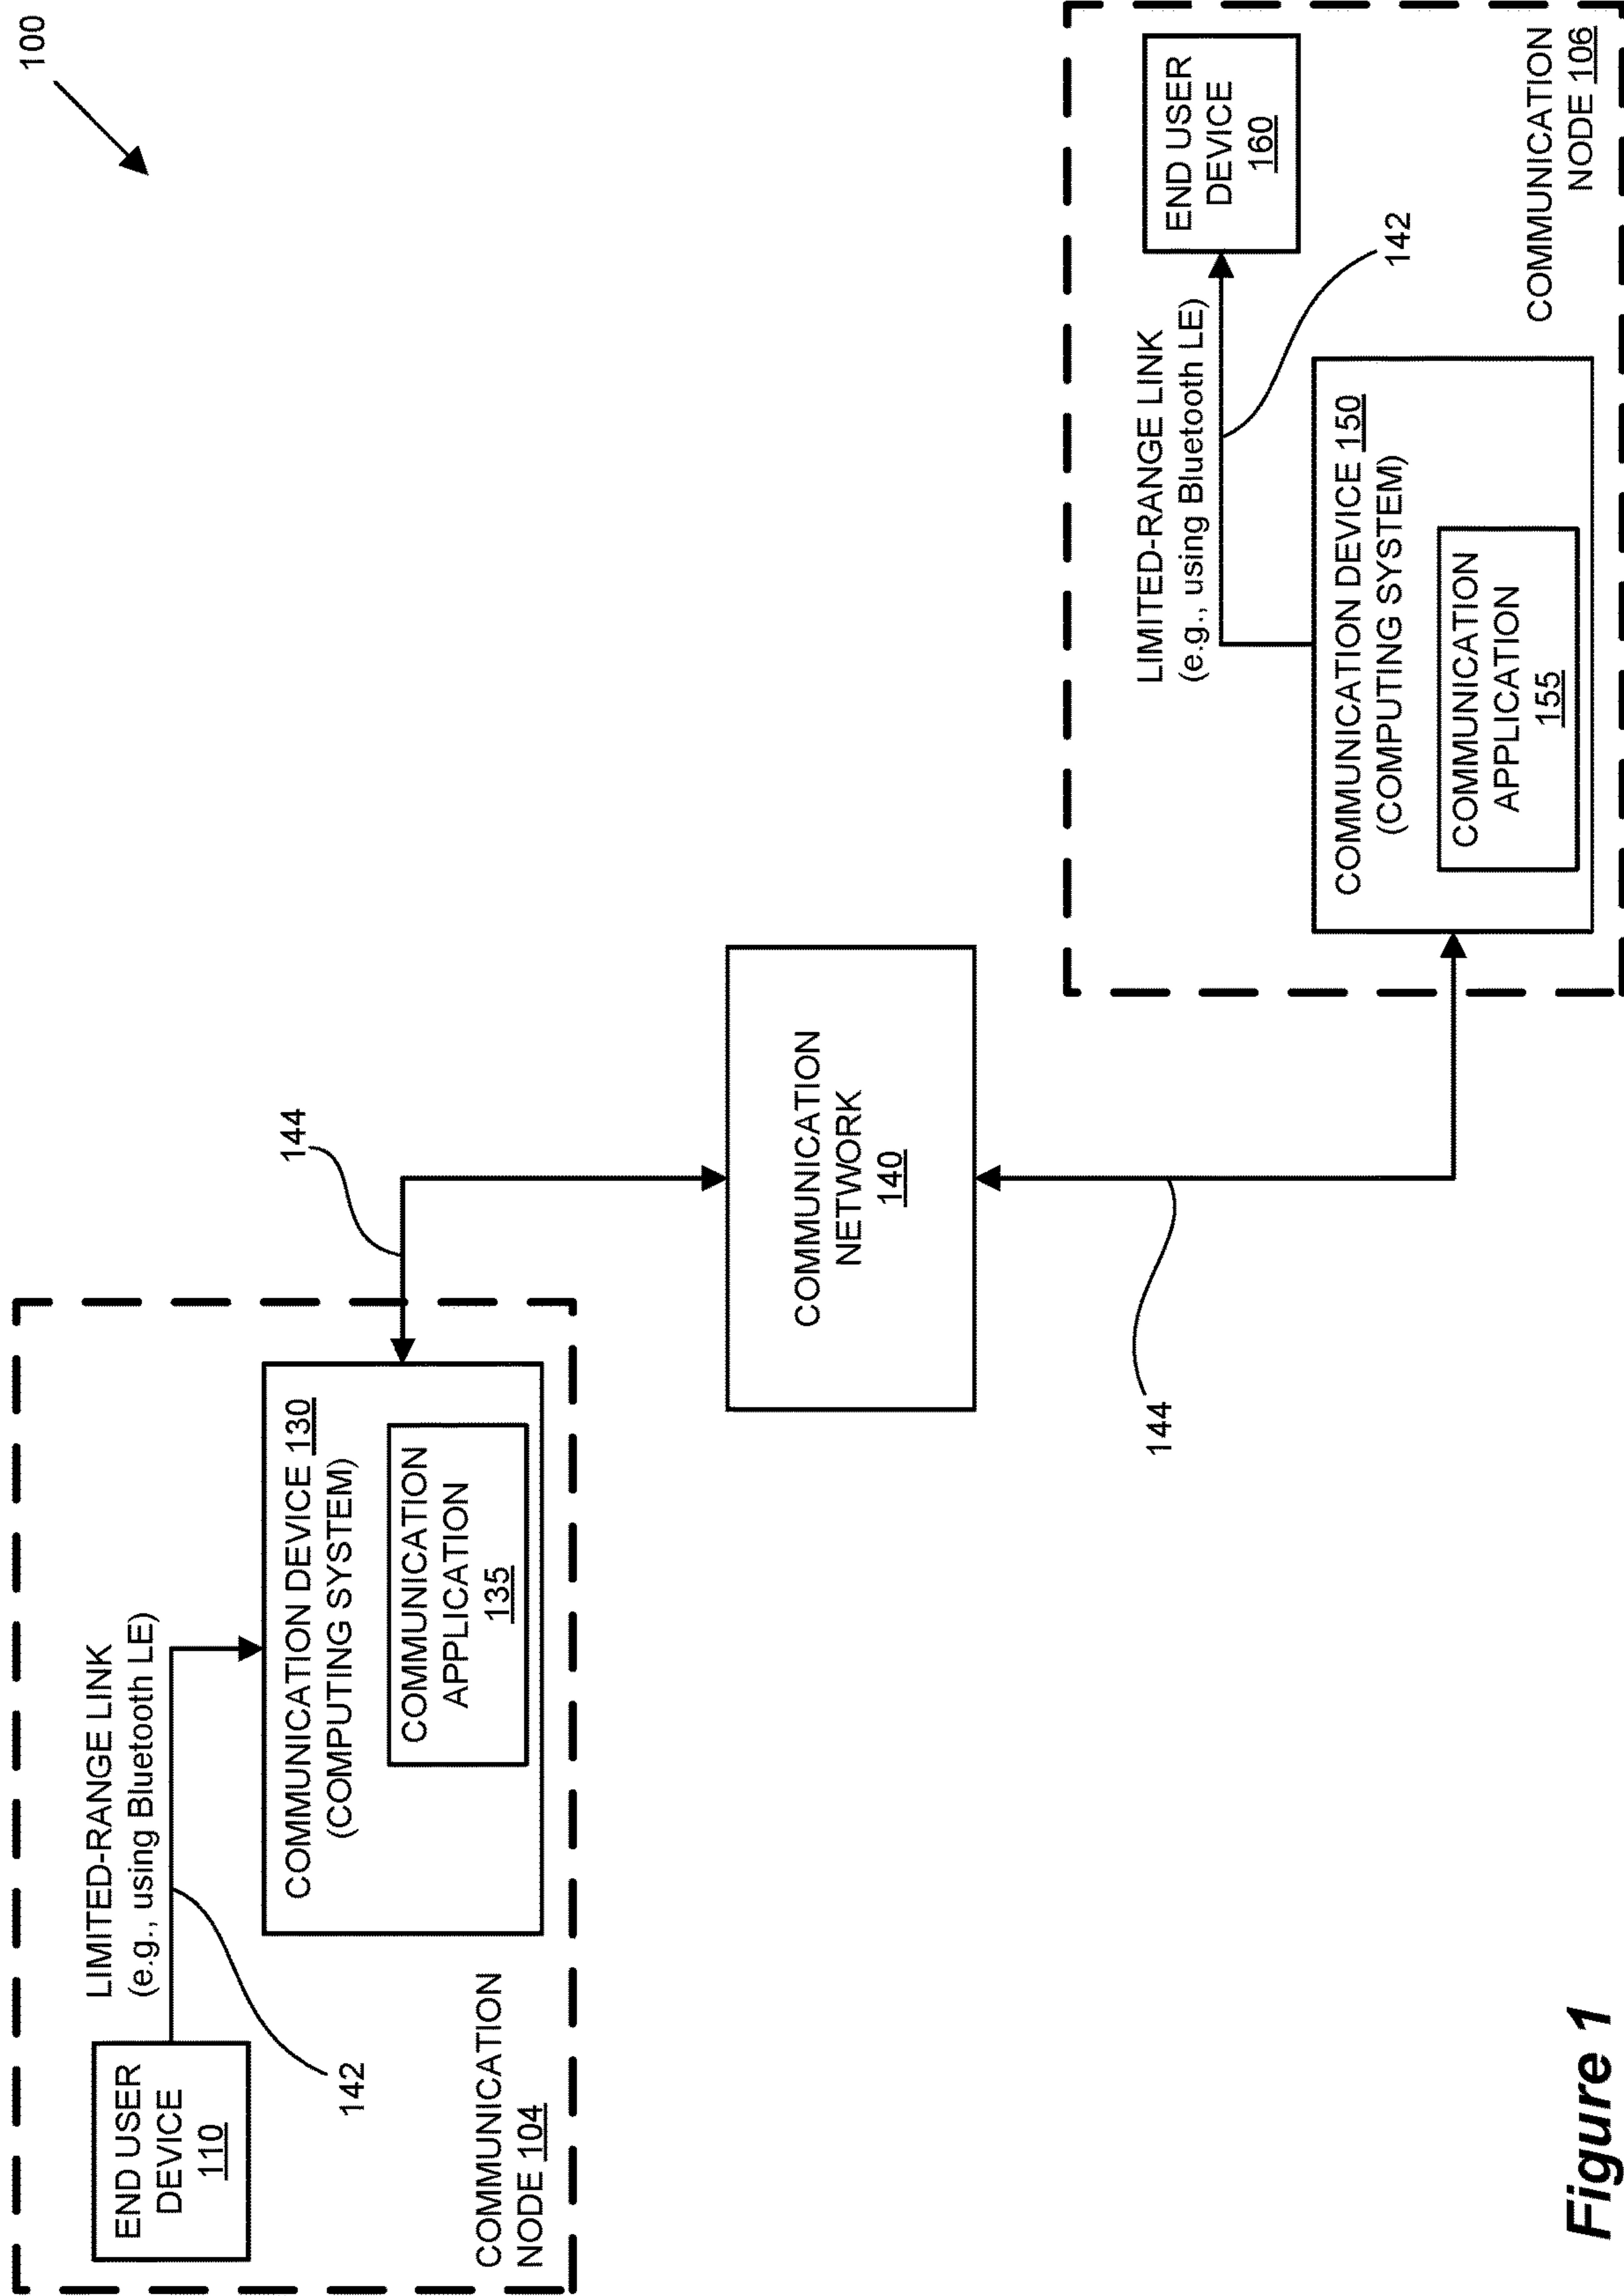 100
END USER
DEVICE
110
LIMITED-RANGE LINK
(e.g., using Bluetooth LE)
142
COMMUNICATION DEVICE 130
(COMPUTING SYSTEM)
COMMUNICATION
APPLICATION
135
COMMUNICATION
NODE 104
144
COMMUNICATION
NETWORK
140
144
LIMITED-RANGE LINK
(e.g., using Bluetooth LE)
END USER
DEVICE
160
142
COMMUNICATION DEVICE 150
(COMPUTING SYSTEM)
COMMUNICATION
APPLICATION
155
COMMUNICATION
NODE 106
Figure 1